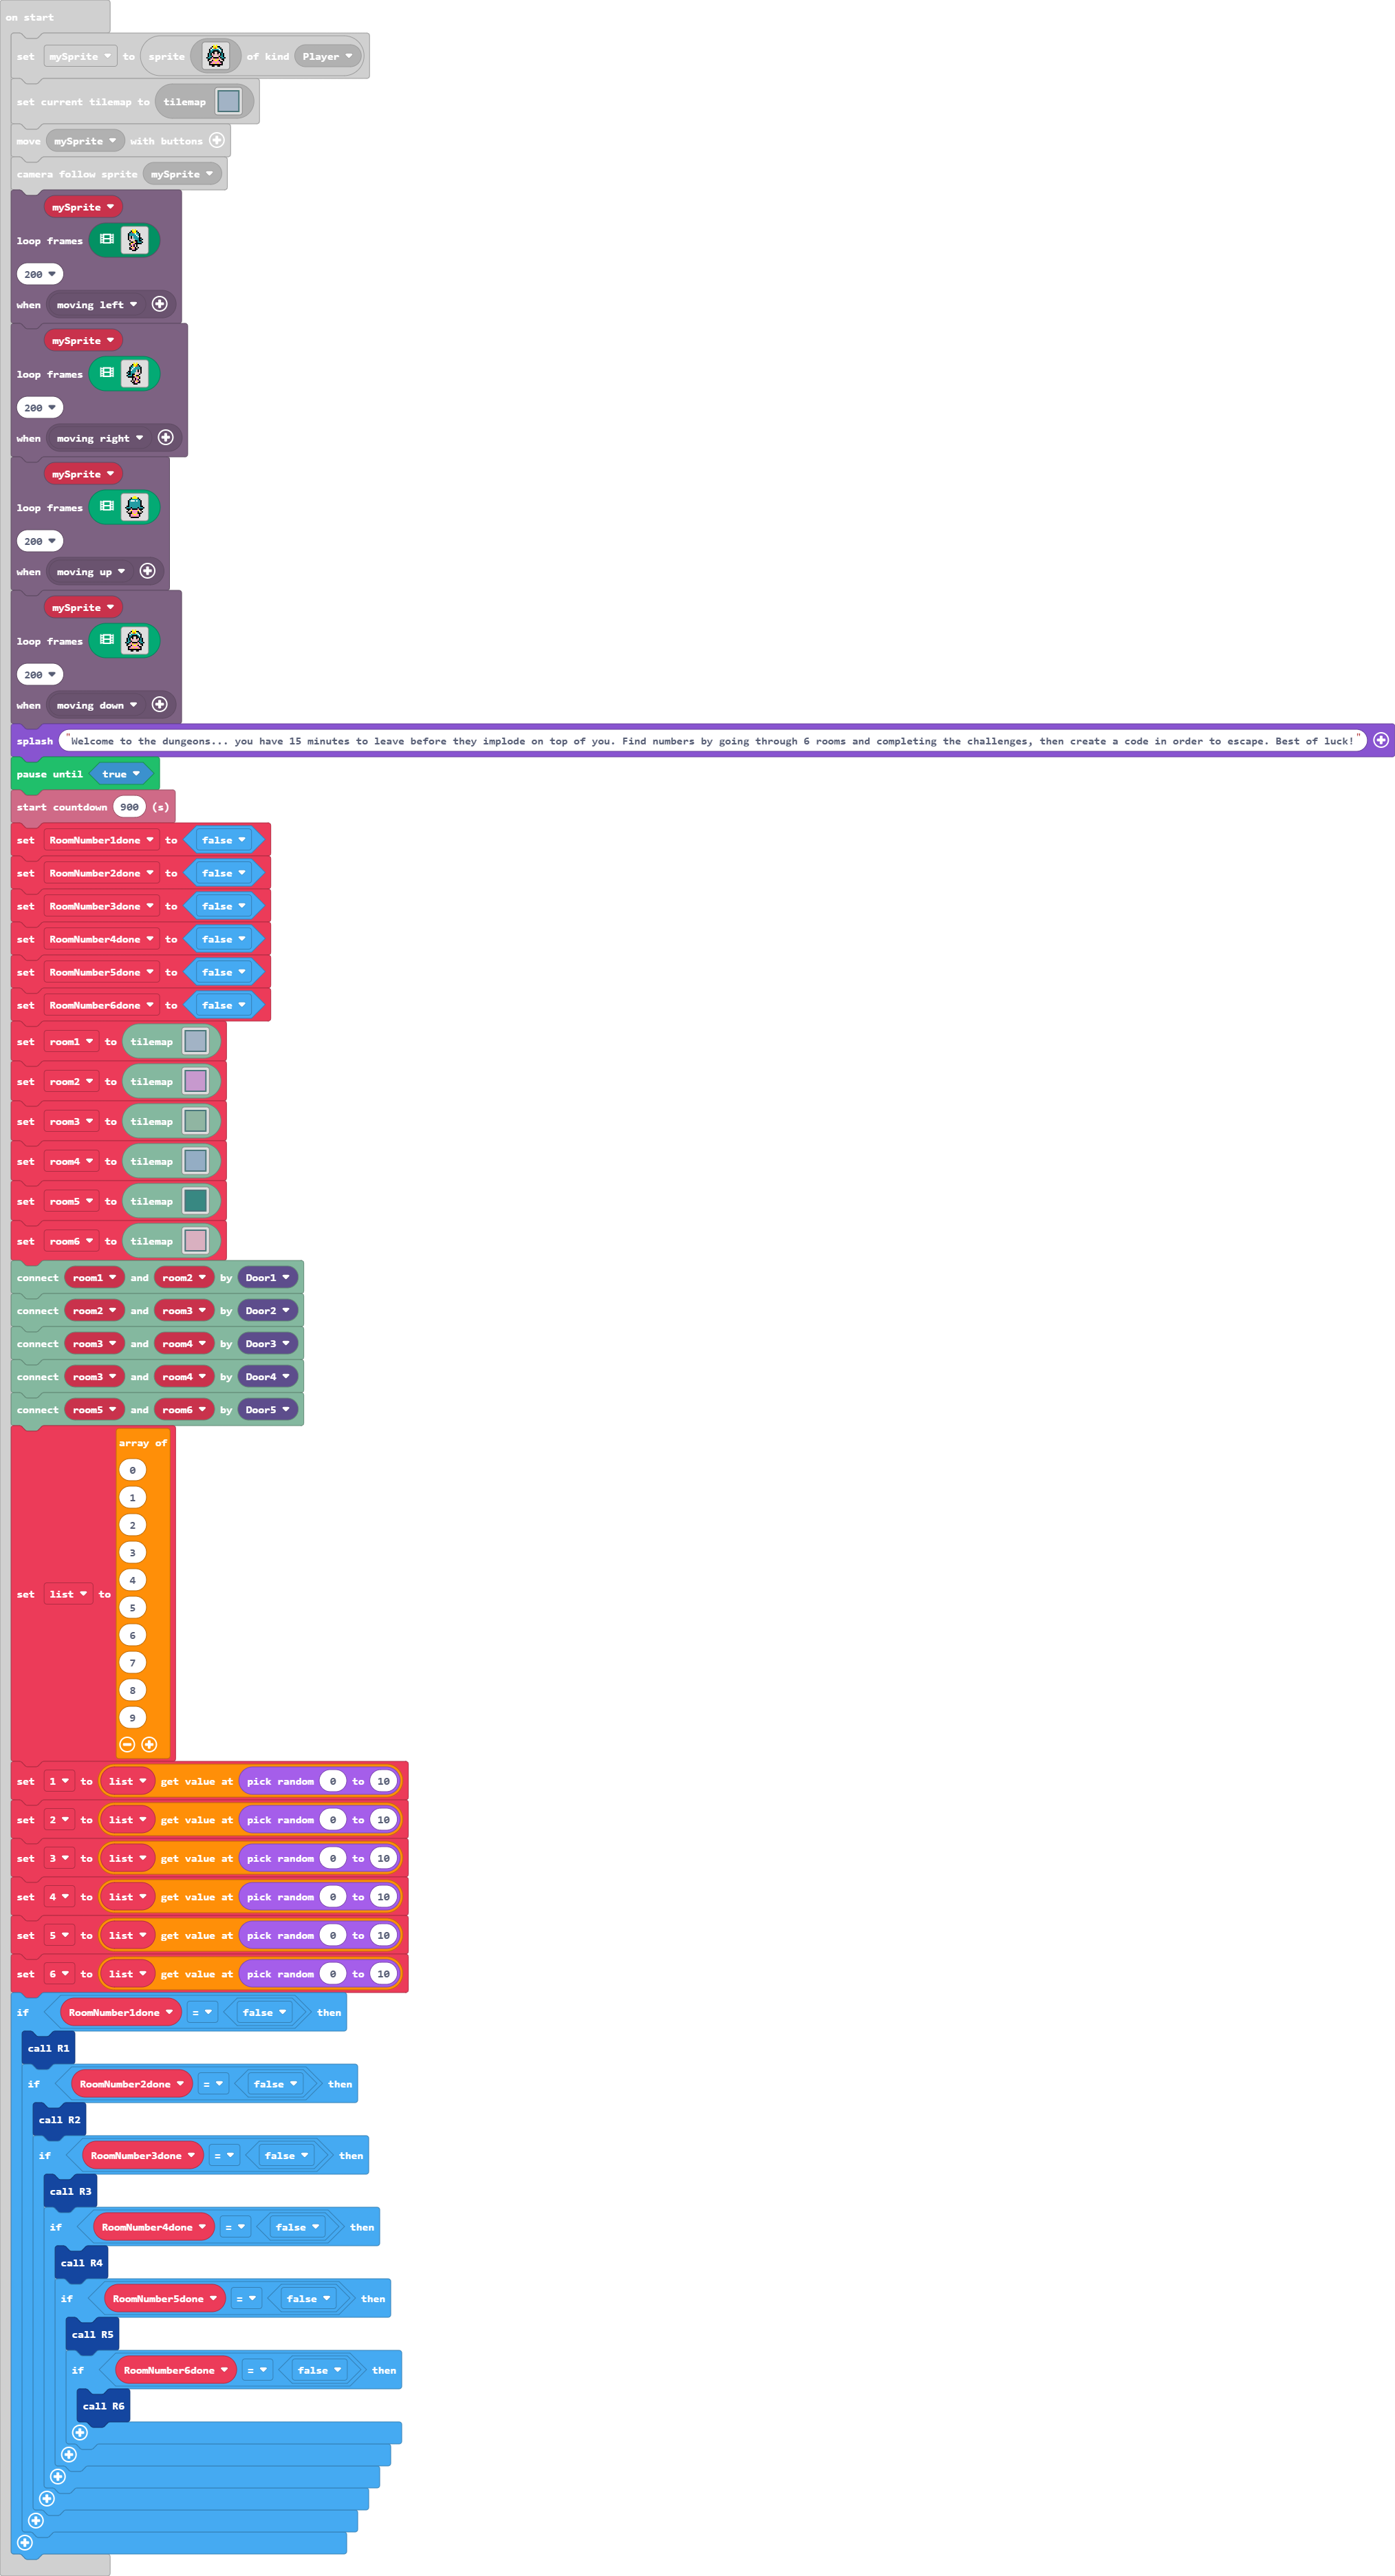 on start
set mySprite to sprite of kind Player
set current tilemap to tilemap
move mySprite with buttons
camera follow sprite mySprite
mySprite
loop frames
200
when moving left
mySprite
loop frames
200
when moving right
mySprite
loop frames
200
when moving up
mySprite
loop frames
200
when moving down
splash "Welcome to the dungeons... you have 15 minutes to leave before they implode on top of you. Find numbers by going through 6 rooms and completing the challenges, then create a code in order to escape. Best of luck!"
pause until true
start countdown 900 (s)
set RoomNumber1done to false
set RoomNumber2done to false
set RoomNumber3done to false
set RoomNumber4done to false
set RoomNumber5done to false
set RoomNumber6done to false
set room1 to tilemap
set room2 to tilemap
set room3 to tilemap
set room4 to tilemap
set room5 to tilemap
set room6 to tilemap
connect room1 and room2 by Door1
connect room2 and room3 by Door2
connect room3 and room4 by Door3
connect room3 and room4 by Door4
connect room5 and room6 by Door5
array of
0
1
2
3
4
set list to
5
6
7
8
9
set 1 to list get value at pick random 0 to 10
set 2 to list get value at pick random 0 to 10
set 3 to list get value at pick random 0 to 10
set 4 to list get value at pick random 0 to 10
set 5 to list get value at pick random 0 to 10
set 6 to list get value at pick random 0 to 10
if RoomNumber1done = false then
call R1
if RoomNumber2done = false then
call R2
if RoomNumber3done = false then
call R3
if RoomNumber4done = false then
call R4
if RoomNumber5done = false then
call R5
if RoomNumber6done = false then
call R6